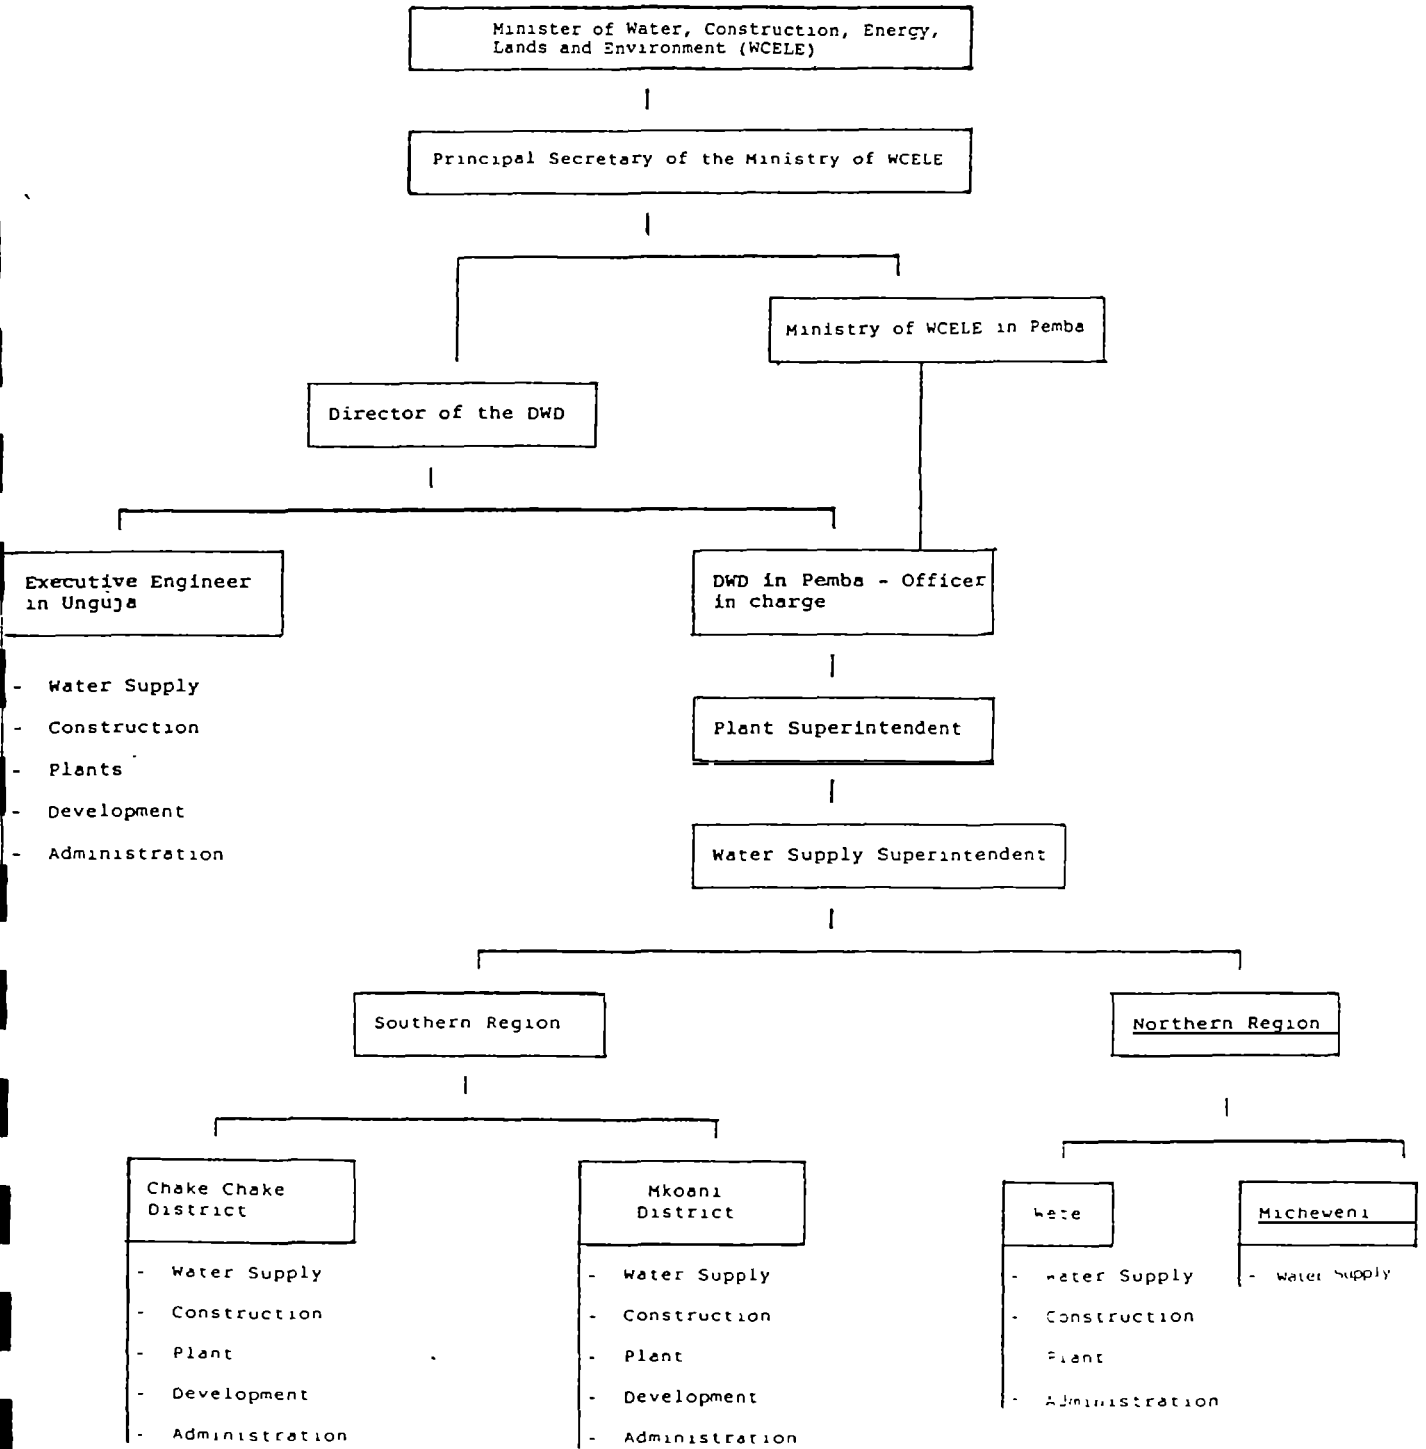 Minister of Water, Construction, Energy,
Lands and Environment (WCELE)
Principal Secretary of the Ministry of WCELE
Ministry of WCELE in Pemba
Director of the DWD
Executive Engineer
in Unguja
DWD in Pemba - Officer
in charge
- Water Supply
- Construction
- Plants
- Development
- Administration
Plant Superintendent
Water Supply Superintendent
Southern Region
Northern Region
Chake Chake
District
- Water Supply
- Construction
- Plant
- Development
- Administration
Mkoani
District
- Water Supply
- Construction
- Plant
- Development
- Administration
Wete
- Water Supply
- Construction
Plant
- Administration
Micheweni
- Water Supply